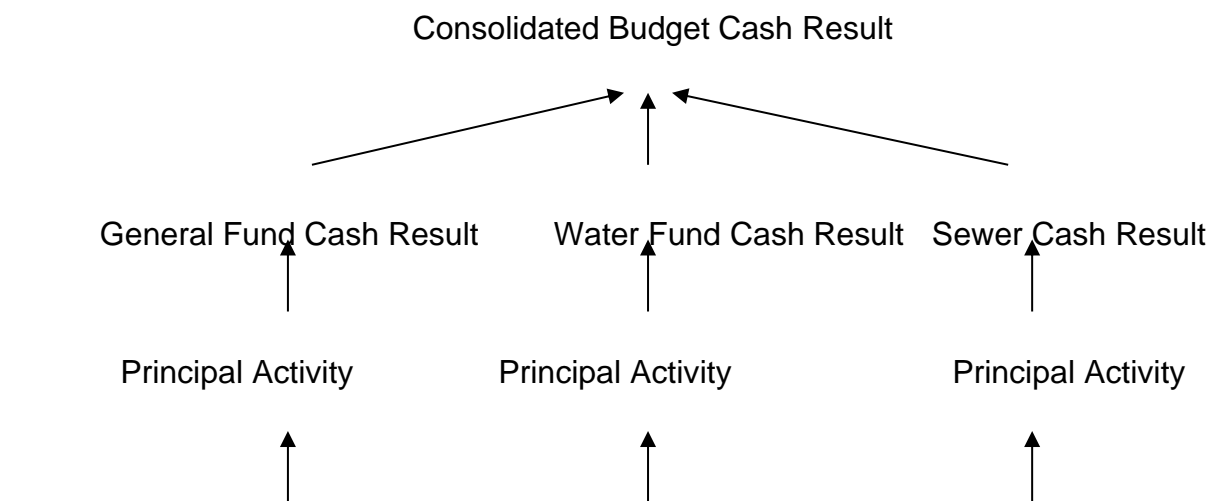 Consolidated Budget Cash Result
General Fund Cash Result Water Fund Cash Result Sewer Cash Result
Principal Activity Principal Activity Principal Activity